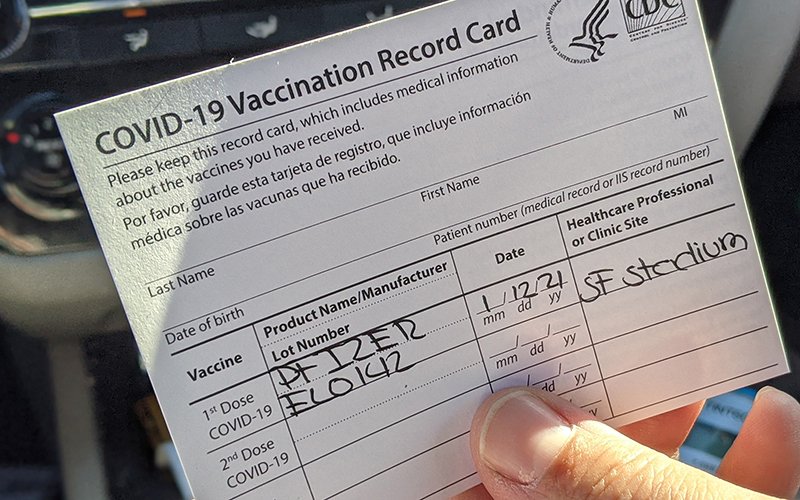 COVID-19 Vaccination Record Card
CDC
Please keep this record card, which includes medical information
about the vaccines you have received.
Por favor, guarde esta tarjeta de registro, que incluye información
médica sobre las vacunas que ha recibido.
Last Name First Name MI
Date of birth Patient number (medical record or IIS record number)
Vaccine Product Name/Manufacturer Date Healthcare Professional
Lot Number or Clinic Site
1st Dose PFIZER 1/12/21 SF Stadium
COVID-19 EL0142 mm dd yy
2nd Dose / /
COVID-19 mm dd yy
/ /
dd yy